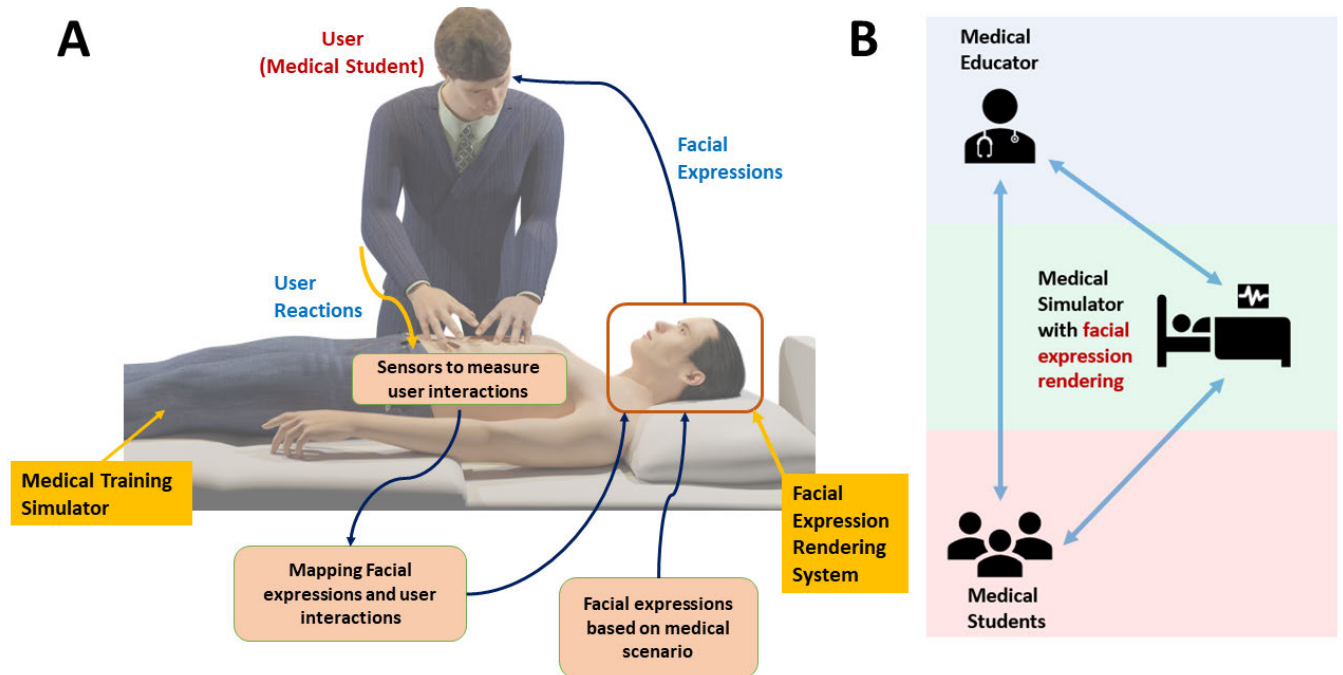 A
User
(Medical Student)
Facial
Expressions
User
Reactions
Sensors to measure
user interactions
Medical Training
Simulator
Facial
Expression
Rendering
System
Mapping Facial
expressions and user
interactions
Facial expressions
based on medical
scenario
B
Medical
Educator
Medical
Simulator
with facial
expression
rendering
Medical
Students